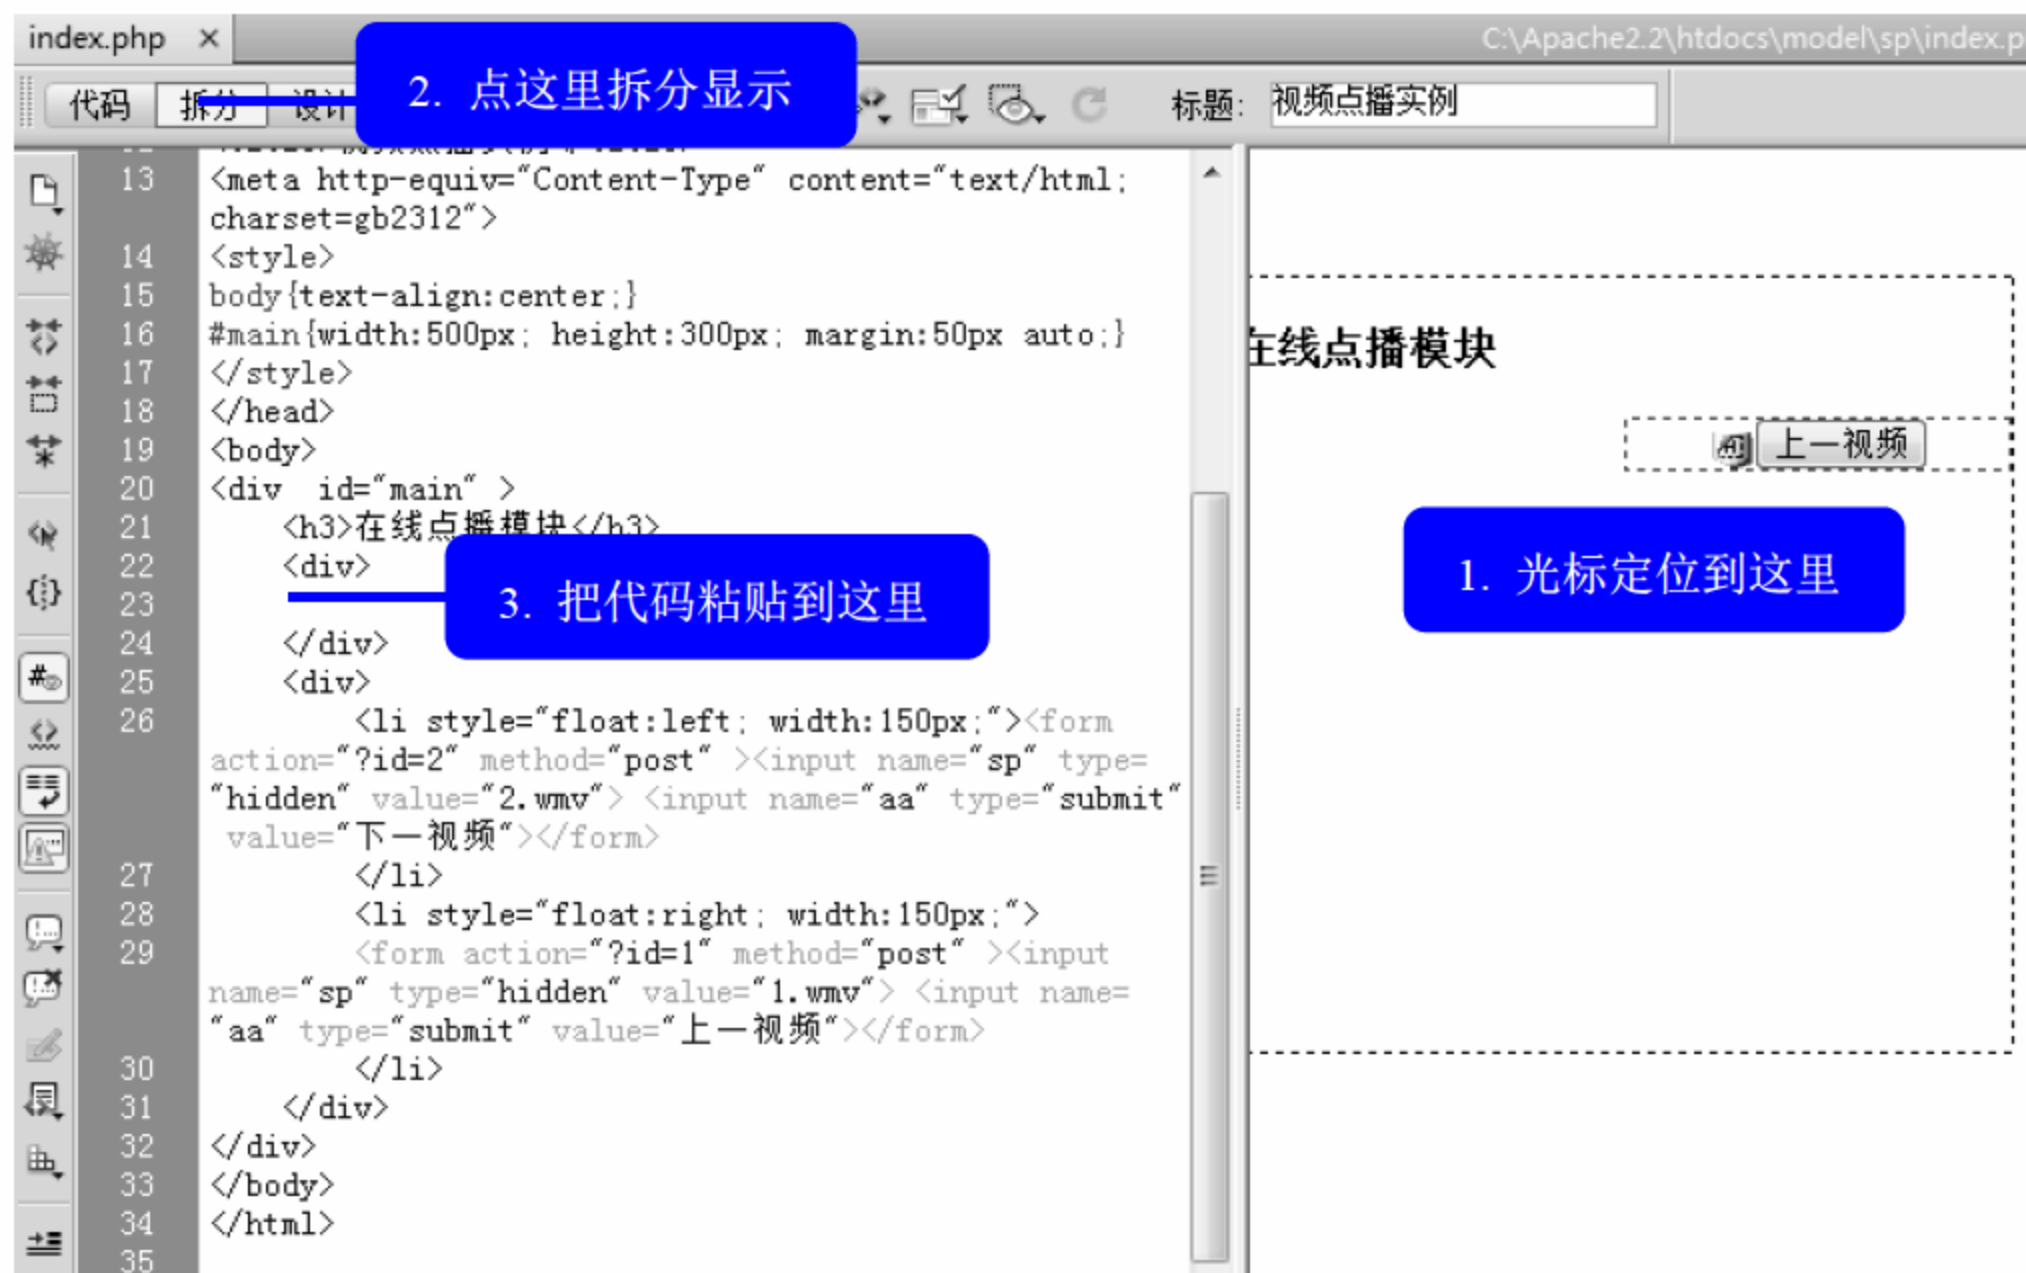 index.php ×
C:\Apache2.2\htdocs\model\sp\index.p
代码 拆分 设计
2. 点这里拆分显示
标题: 视频点播实例
13 <meta http-equiv="Content-Type" content="text/html;
charset=gb2312">
14 <style>
15 body{text-align:center;}
16 #main{width:500px; height:300px; margin:50px auto;}
17 </style>
18 </head>
19 <body>
20 <div  id="main" >
21 <h3>在线点播模块</h3>
22 <div>
23
3. 把代码粘贴到这里
24 </div>
25 <div>
26 <li style="float:left; width:150px;"><form
action="?id=2" method="post" ><input name="sp" type=
"hidden" value="2.wmv"> <input name="aa" type="submit"
value="下一视频"></form>
27 </li>
28 <li style="float:right; width:150px;">
29 <form action="?id=1" method="post" ><input
name="sp" type="hidden" value="1.wmv"> <input name=
"aa" type="submit" value="上一视频"></form>
30 </li>
31 </div>
32 </div>
33 </body>
34 </html>
35
在线点播模块
上一视频
1. 光标定位到这里